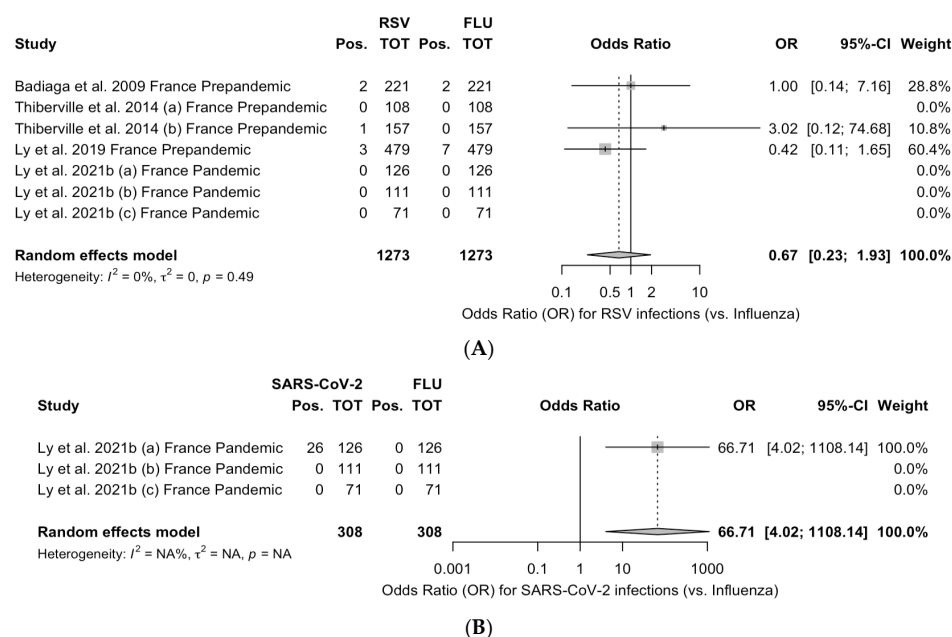 RSV FLU
Study Pos. TOT Pos. TOT Odds Ratio OR 95%-CI Weight
Badiaga et al. 2009 France Prepandemic 2 221 2 221 1.00 [0.14; 7.16] 28.8%
Thiberville et al. 2014 (a) France Prepandemic 0 108 0 108 0.0%
Thiberville et al. 2014 (b) France Prepandemic 1 157 0 157 3.02 [0.12; 74.68] 10.8%
Ly et al. 2019 France Prepandemic 3 479 7 479 0.42 [0.11; 1.65] 60.4%
Ly et al. 2021b (a) France Pandemic 0 126 0 126 0.0%
Ly et al. 2021b (b) France Pandemic 0 111 0 111 0.0%
Ly et al. 2021b (c) France Pandemic 0 71 0 71 0.0%
Random effects model 1273 1273 0.67 [0.23; 1.93] 100.0%
Heterogeneity: I² = 0%, τ² = 0, p = 0.49
0.1 0.5 1 2 10
Odds Ratio (OR) for RSV infections (vs. Influenza)
(A)
SARS-CoV-2 FLU
Study Pos. TOT Pos. TOT Odds Ratio OR 95%-CI Weight
Ly et al. 2021b (a) France Pandemic 26 126 0 126 66.71 [4.02; 1108.14] 100.0%
Ly et al. 2021b (b) France Pandemic 0 111 0 111 0.0%
Ly et al. 2021b (c) France Pandemic 0 71 0 71 0.0%
Random effects model 308 308 66.71 [4.02; 1108.14] 100.0%
Heterogeneity: I² = NA%, τ² = NA, p = NA
0.001 0.1 1 10 1000
Odds Ratio (OR) for SARS-CoV-2 infections (vs. Influenza)
(B)